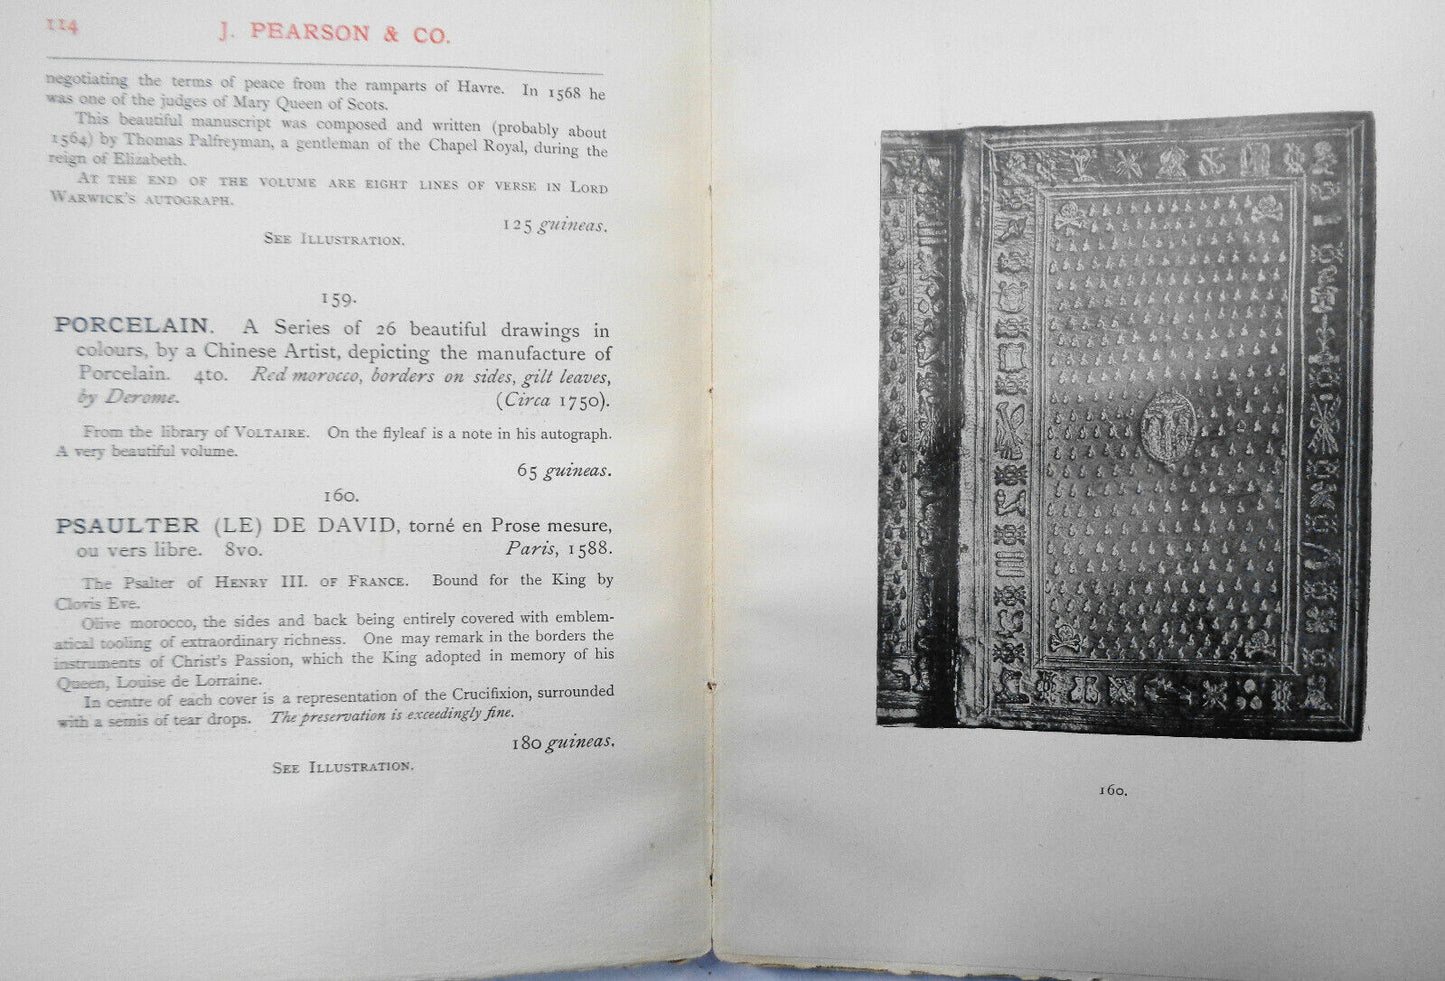 114
J. PEARSON & CO.
negotiating the terms of peace from the ramparts of Havre. In 1568 he
was one of the judges of Mary Queen of Scots.
This beautiful manuscript was composed and written (probably about
1564) by Thomas Palfreyman, a gentleman of the Chapel Royal, during the
reign of Elizabeth.
AT THE END OF THE VOLUME ARE EIGHT LINES OF VERSE IN LORD
WARWICK'S AUTOGRAPH.
125 guineas.
SEE ILLUSTRATION.
159.
PORCELAIN. A Series of 26 beautiful drawings in
colours, by a Chinese Artist, depicting the manufacture of
Porcelain. 4to. Red morocco, borders on sides, gilt leaves,
by Derome. (Circa 1750).
From the library of VOLTAIRE. On the flyleaf is a note in his autograph.
A very beautiful volume.
65 guineas.
160.
PSAULTER (LE) DE DAVID, torné en Prose mesure,
ou vers libre. 8vo. Paris, 1588.
The Psalter of HENRY III. OF FRANCE. Bound for the King by
Clovis Eve.
Olive morocco, the sides and back being entirely covered with emblem-
atical tooling of extraordinary richness. One may remark in the borders the
instruments of Christ's Passion, which the King adopted in memory of his
Queen, Louise de Lorraine.
In centre of each cover is a representation of the Crucifixion, surrounded
with a semis of tear drops. The preservation is exceedingly fine.
180 guineas.
SEE ILLUSTRATION.
160.